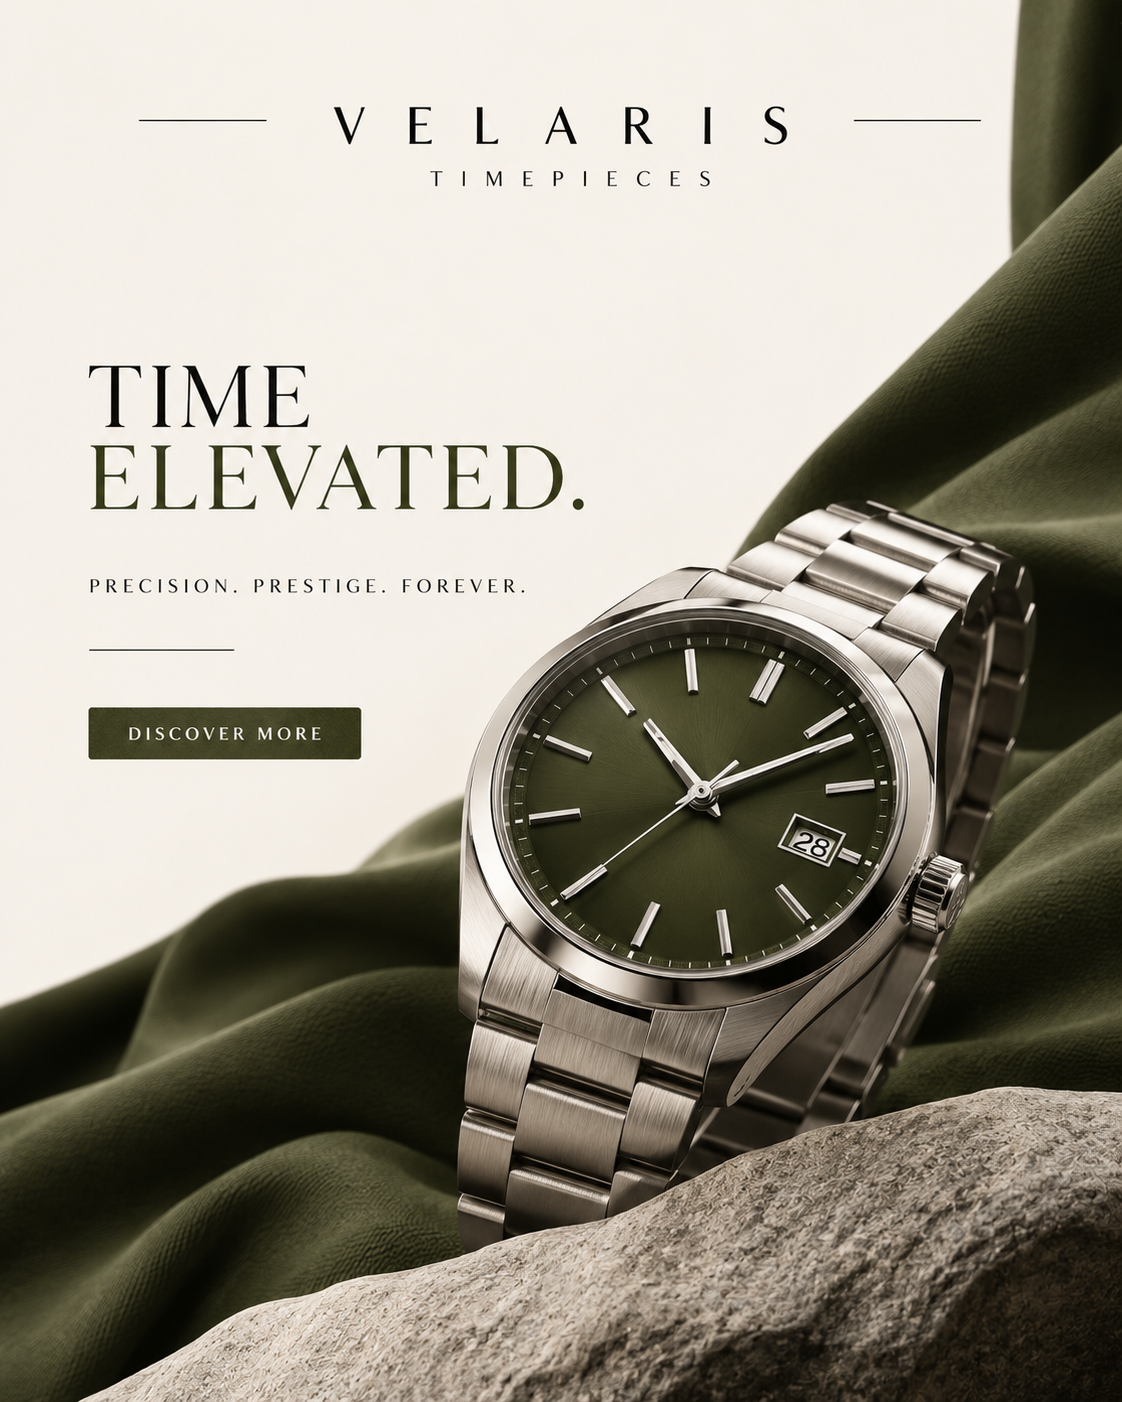 VELARIS
TIMEPIECES
TIME
ELEVATED.
PRECISION. PRESTIGE. FOREVER.
DISCOVER MORE
28